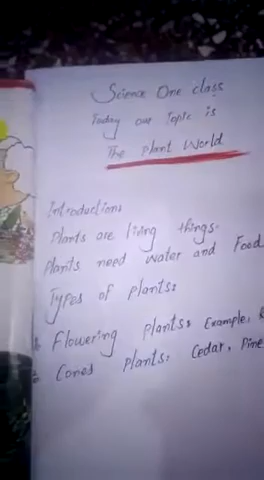 Science One class
Today our Topic is
The plant World
Introduction:
Plants are living things.
Plants need water and Food
Types of plants:
Flowering plants: Example,
Cones plants: Cedar, Pine